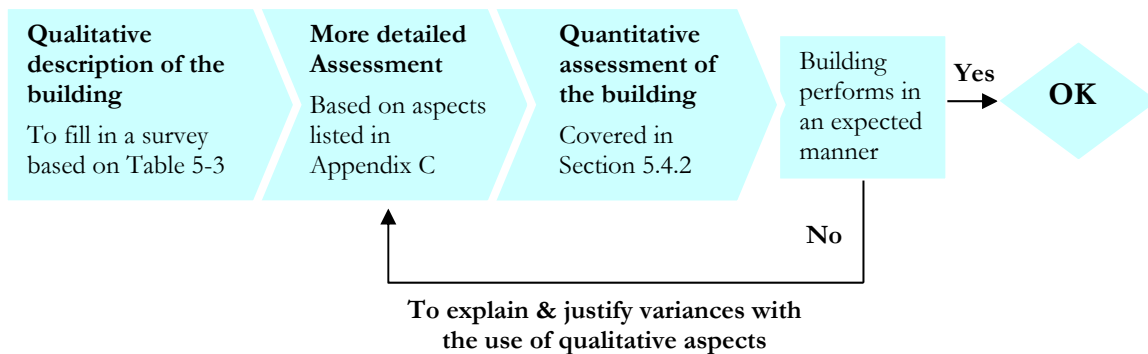 Qualitative
description of the
building
To fill in a survey
based on Table 5-3
More detailed
Assessment
Based on aspects
listed in
Appendix C
Quantitative
assessment of
the building
Covered in
Section 5.4.2
Building
performs in
an expected
manner
Yes
OK
No
To explain & justify variances with
the use of qualitative aspects